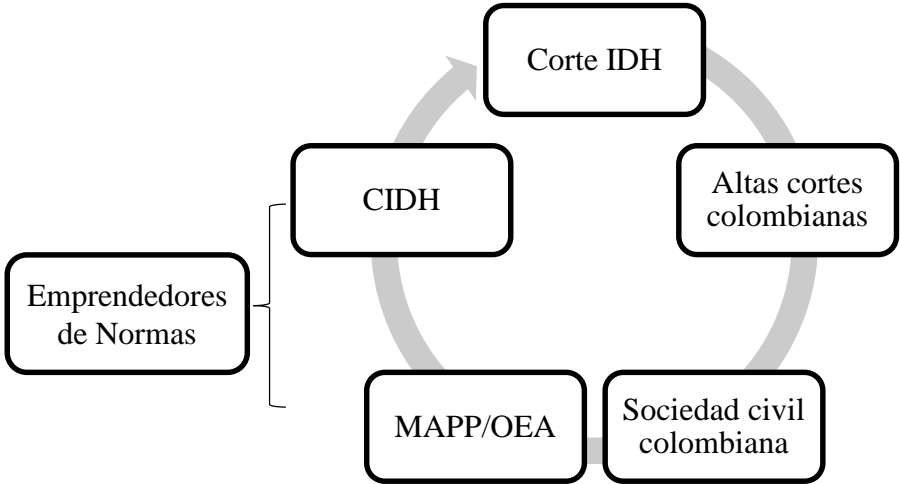 Corte IDH
Altas cortes
colombianas
CIDH
Emprendedores
de Normas
MAPP/OEA
Sociedad civil
colombiana